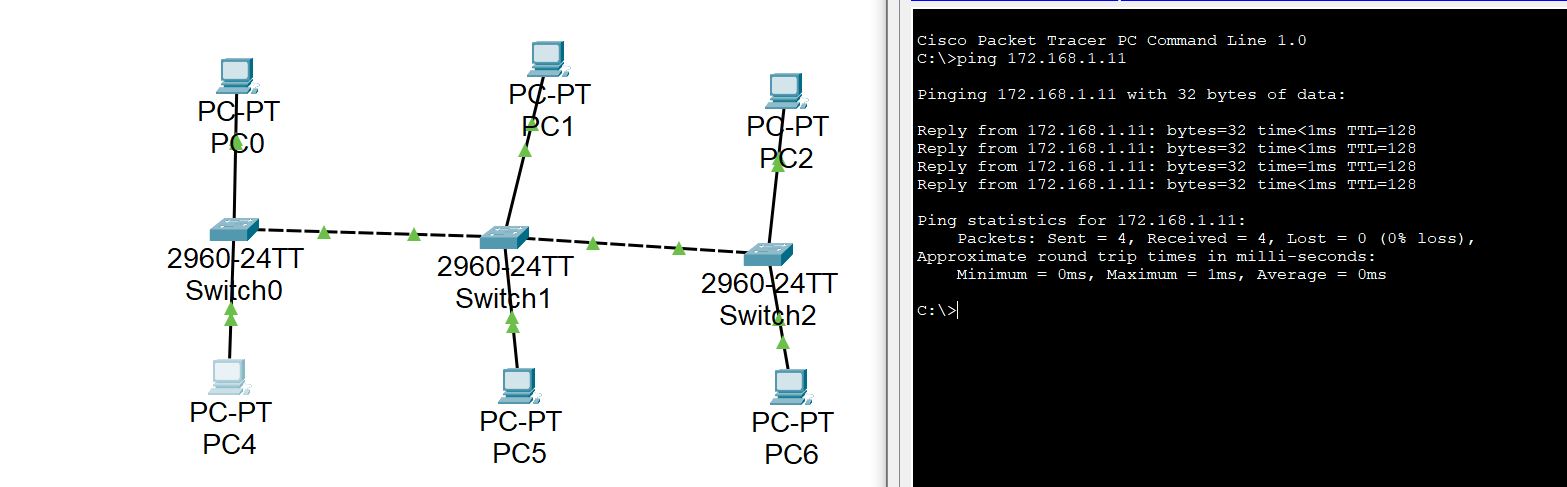 PC-PT
PC0
PC-PT
PC1
PC-PT
PC2
2960-24TT
Switch0
2960-24TT
Switch1
2960-24TT
Switch2
PC-PT
PC4
PC-PT
PC5
PC-PT
PC6
Cisco Packet Tracer PC Command Line 1.0
C:\>ping 172.168.1.11
Pinging 172.168.1.11 with 32 bytes of data:
Reply from 172.168.1.11: bytes=32 time<1ms TTL=128
Reply from 172.168.1.11: bytes=32 time<1ms TTL=128
Reply from 172.168.1.11: bytes=32 time=1ms TTL=128
Reply from 172.168.1.11: bytes=32 time<1ms TTL=128
Ping statistics for 172.168.1.11:
    Packets: Sent = 4, Received = 4, Lost = 0 (0% loss),
Approximate round trip times in milli-seconds:
    Minimum = 0ms, Maximum = 1ms, Average = 0ms
C:\>